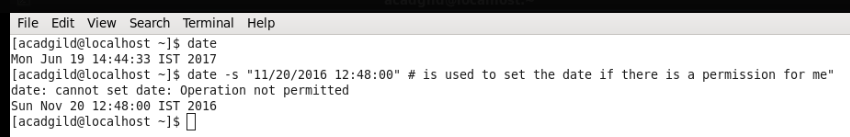 File Edit View Search Terminal Help
[acadgild@localhost ~]$ date
Mon Jun 19 14:44:33 IST 2017
[acadgild@localhost ~]$ date -s "11/20/2016 12:48:00" # is used to set the date if there is a permission for me"
date: cannot set date: Operation not permitted
Sun Nov 20 12:48:00 IST 2016
[acadgild@localhost ~]$